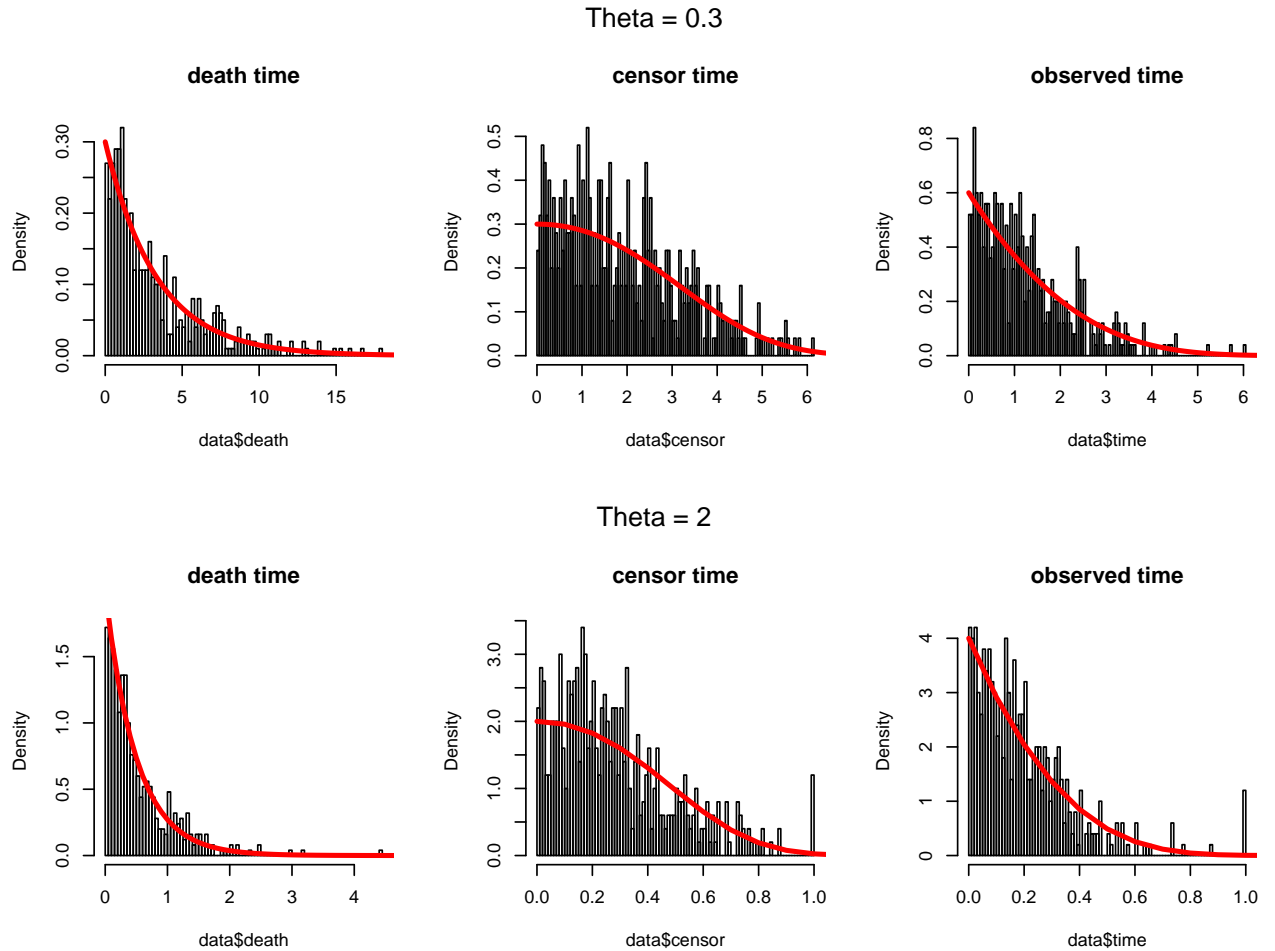 Theta = 0.3
death time
Density
0.00 0.10 0.20 0.30
0 5 10 15
data$death
censor time
Density
0.0 0.1 0.2 0.3 0.4 0.5
0 1 2 3 4 5 6
data$censor
observed time
Density
0.0 0.2 0.4 0.6 0.8
0 1 2 3 4 5 6
data$time
Theta = 2
death time
Density
0.0 0.5 1.0 1.5
0 1 2 3 4
data$death
censor time
Density
0.0 1.0 2.0 3.0
0.0 0.2 0.4 0.6 0.8 1.0
data$censor
observed time
Density
0 1 2 3 4
0.0 0.2 0.4 0.6 0.8 1.0
data$time